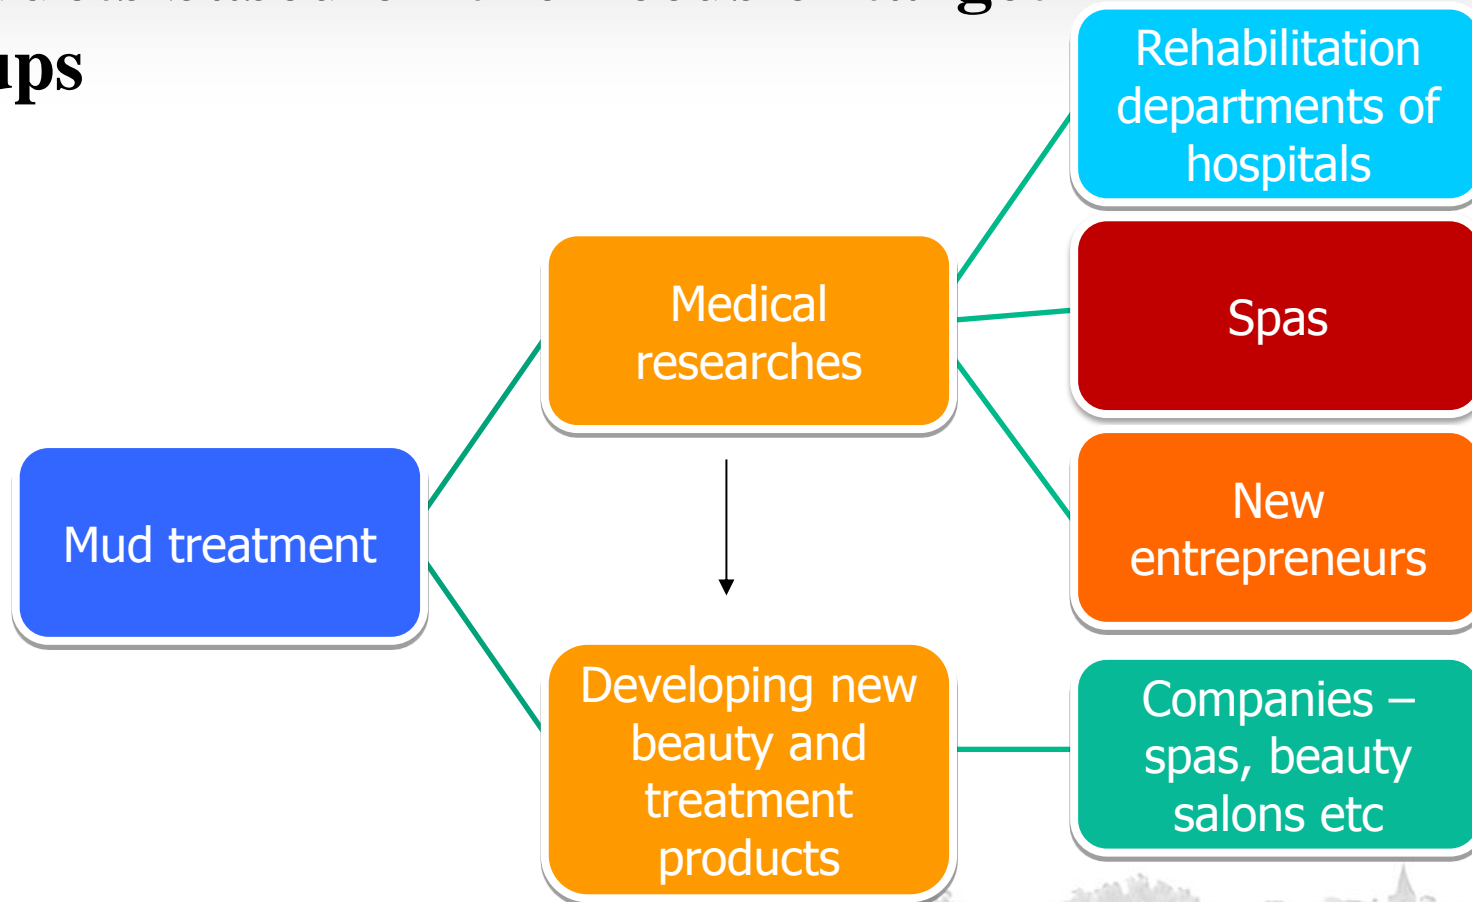 ups
Rehabilitation
departments of
hospitals
Medical
researches
Spas
New
entrepreneurs
Mud treatment
Developing new
beauty and
treatment
products
Companies –
spas, beauty
salons etc